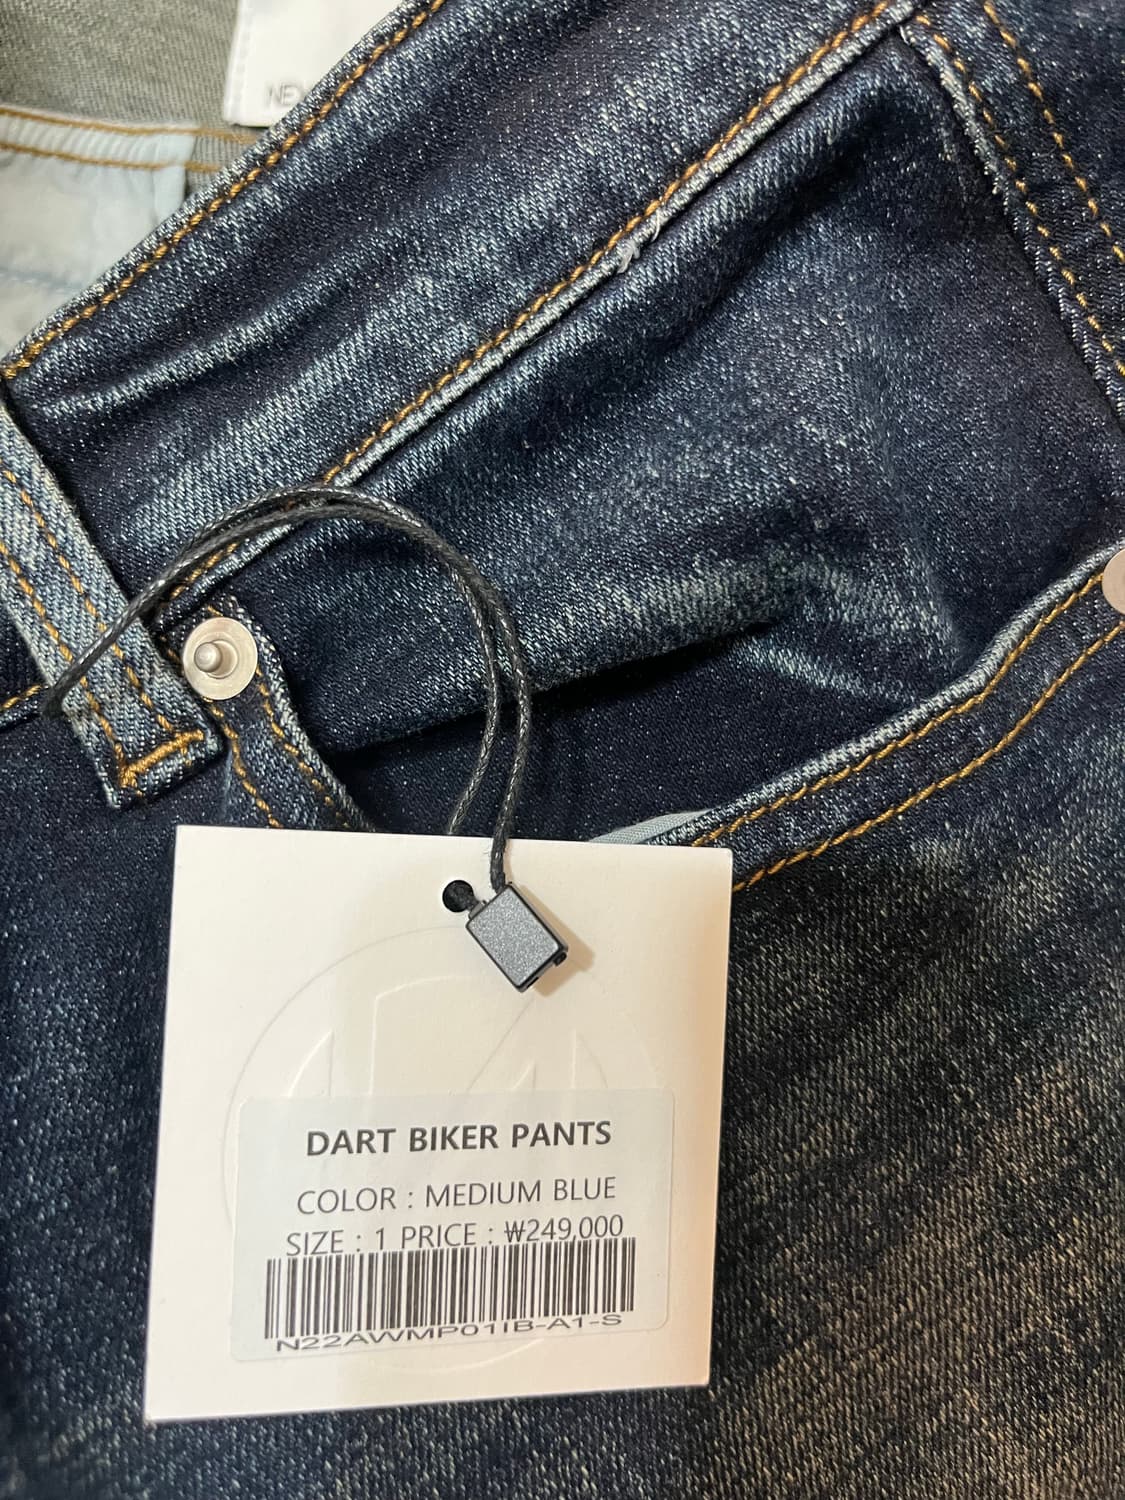 DART BIKER PANTS
COLOR : MEDIUM BLUE
SIZE : 1 PRICE : ₩249,000
N22AWMP01IB-A1-S